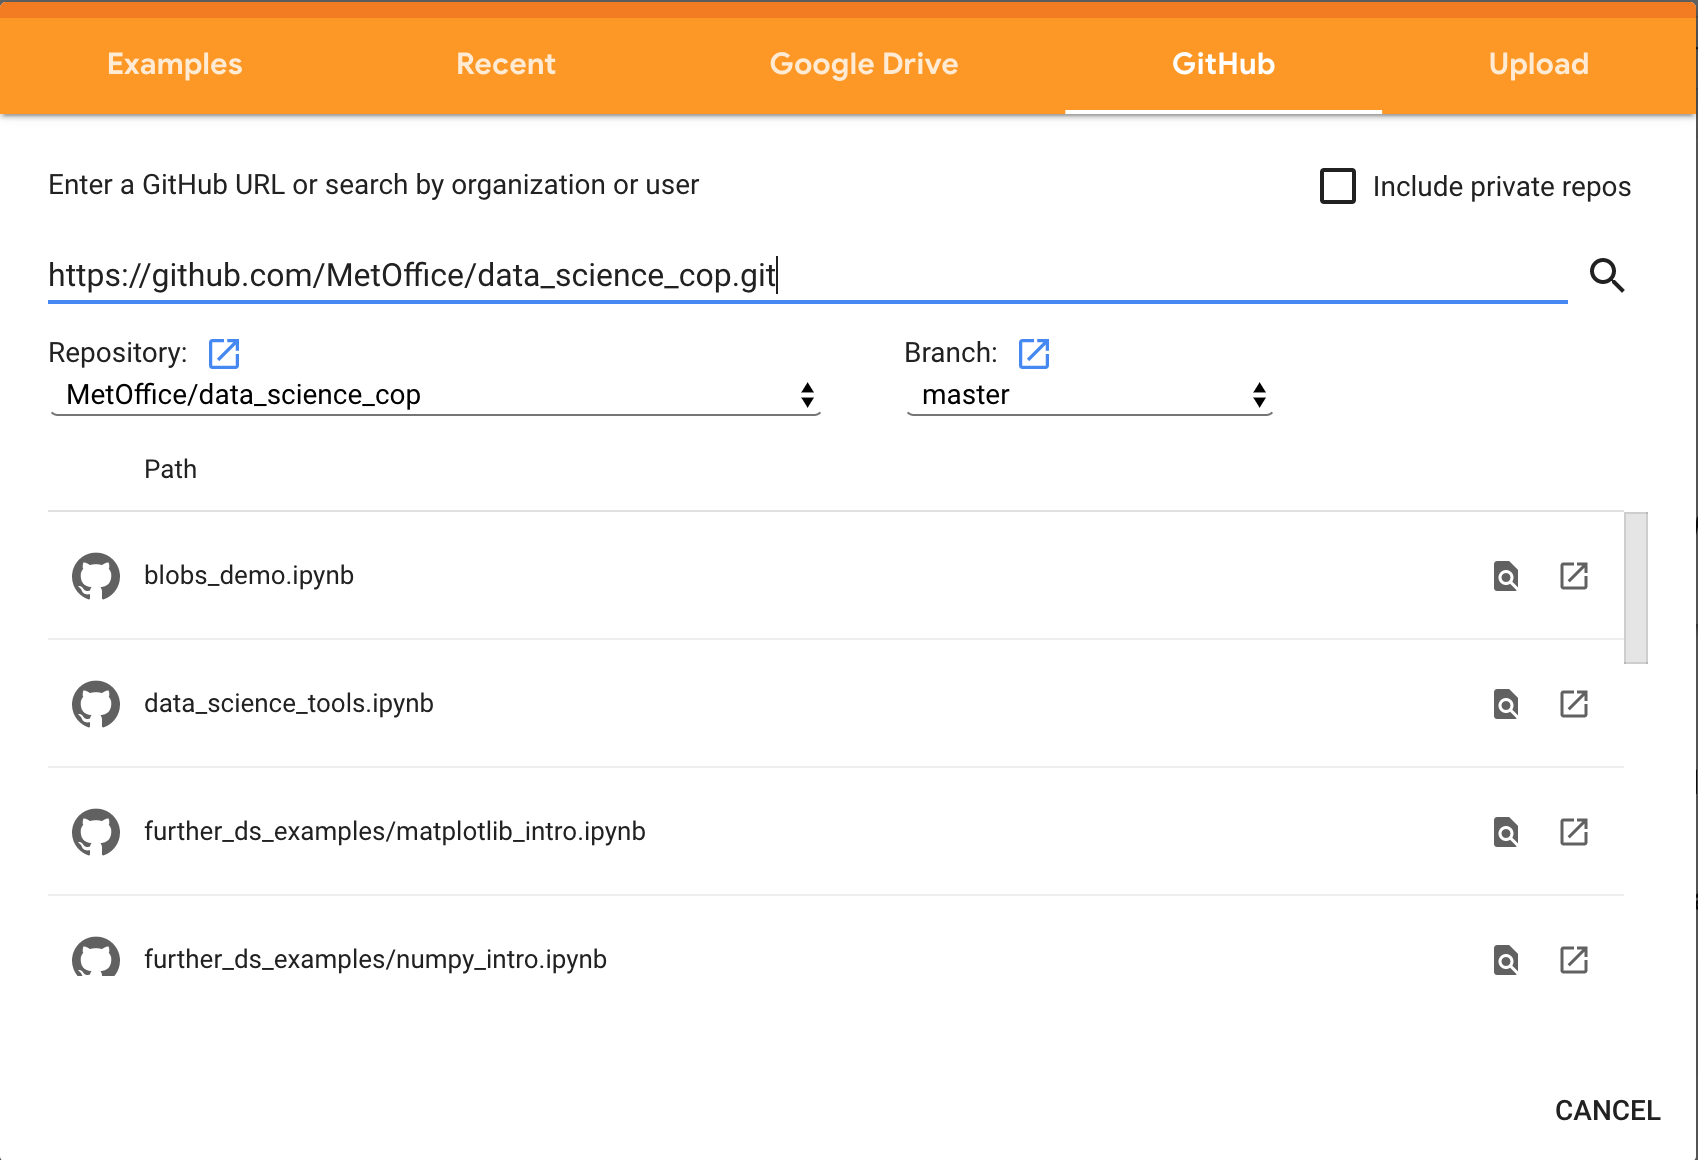 Examples Recent Google Drive GitHub Upload
Enter a GitHub URL or search by organization or user
Include private repos
https://github.com/MetOffice/data_science_cop.git
Repository: Branch:
MetOffice/data_science_cop master
Path
blobs_demo.ipynb
data_science_tools.ipynb
further_ds_examples/matplotlib_intro.ipynb
further_ds_examples/numpy_intro.ipynb
CANCEL